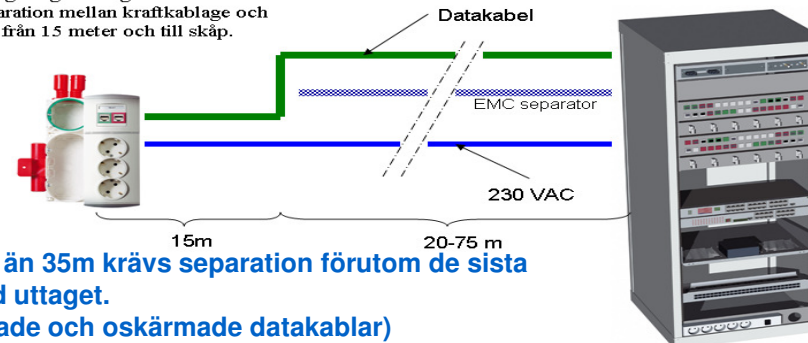 aration mellan kraftkablage och
från 15 meter och till skåp.
Datakabel
EMC separator
230 VAC
15m
20-75 m
än 35m krävs separation förutom de sista
d uttaget.
ade och oskärmade datakablar)